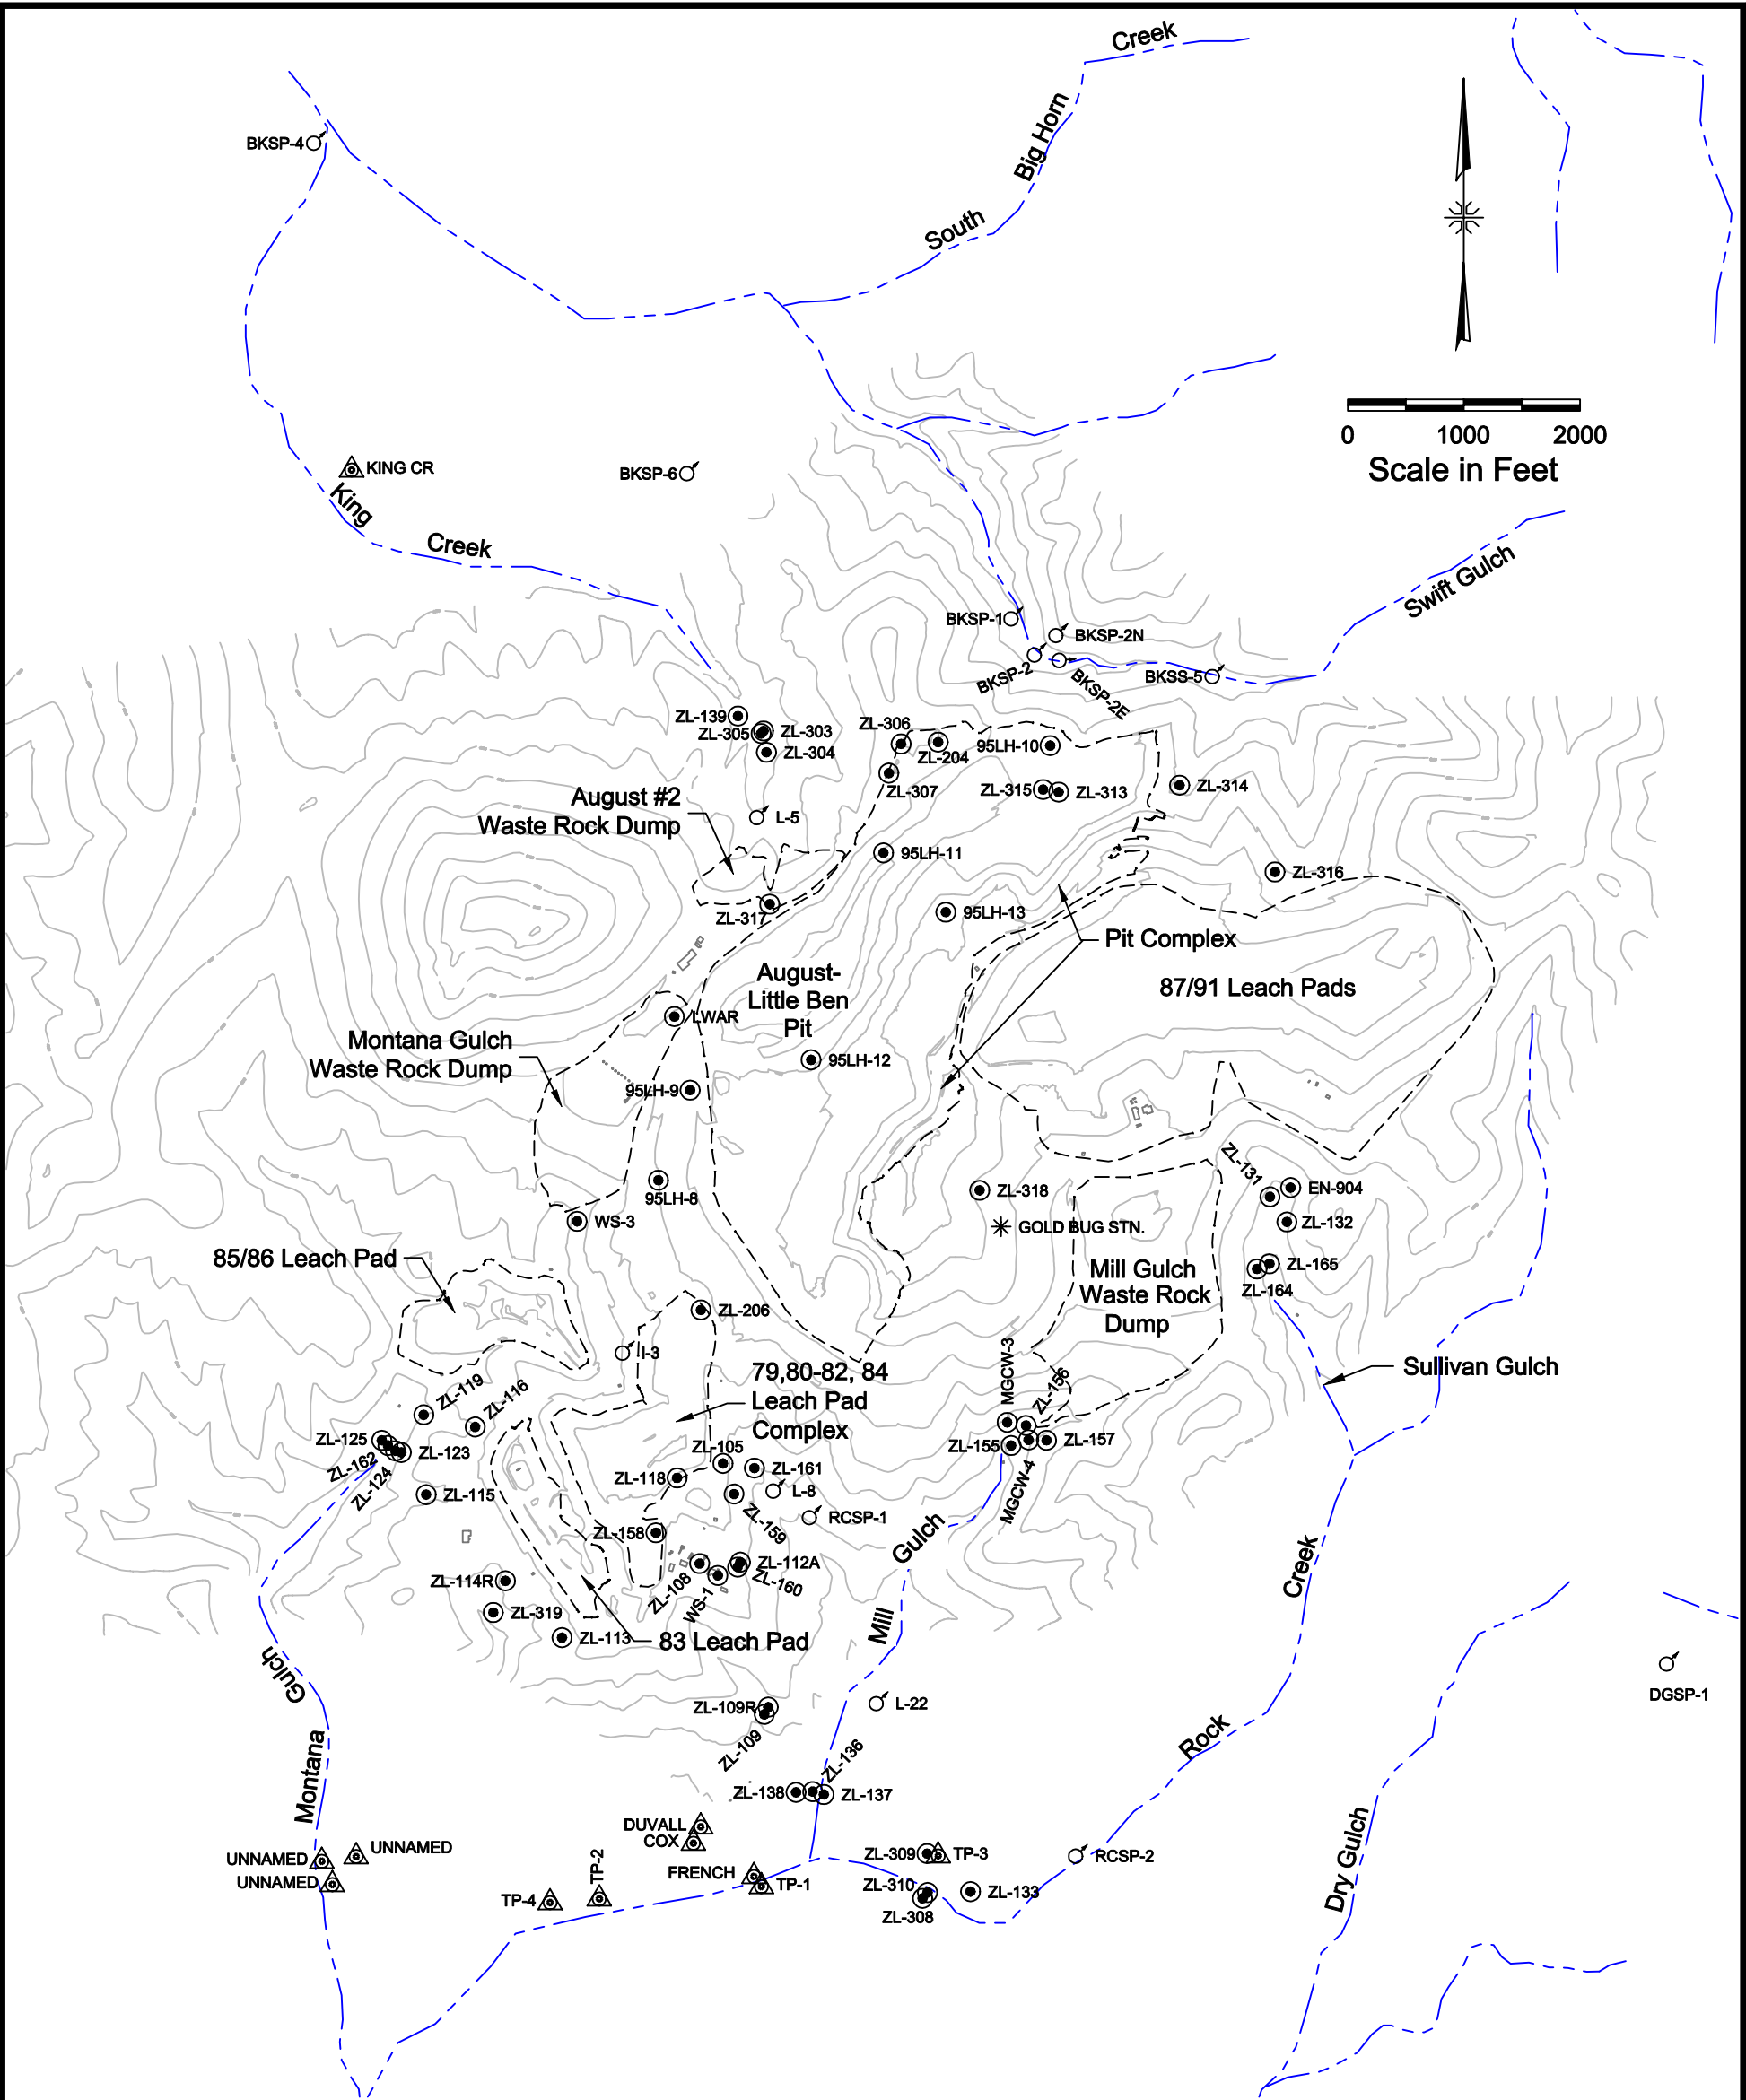 Creek
Big Horn
South
BKSP-4
0 1000 2000
Scale in Feet
KING CR
BKSP-6
King
Creek
Swift Gulch
BKSP-1
BKSP-2N
BKSP-2
BKSP-2E
BKSS-5
ZL-139
ZL-303
ZL-305
ZL-304
ZL-306
ZL-204
95LH-10
ZL-307
ZL-315
ZL-313
ZL-314
August #2
Waste Rock Dump
L-5
95LH-11
ZL-316
ZL-317
95LH-13
Pit Complex
August-
Little Ben
Pit
87/91 Leach Pads
LWAR
Montana Gulch
Waste Rock Dump
95LH-12
95LH-9
ZL-131
EN-904
95LH-8
ZL-318
WS-3
GOLD BUG STN.
ZL-132
85/86 Leach Pad
ZL-165
ZL-164
Mill Gulch
Waste Rock
Dump
ZL-206
I-3
MGCW-3
ZL-156
Sullivan Gulch
79,80-82, 84
Leach Pad
Complex
ZL-119
ZL-116
ZL-125
ZL-123
ZL-162
ZL-124
ZL-105
ZL-155
ZL-157
ZL-118
ZL-161
L-8
MGCW-4
ZL-115
ZL-159
RCSP-1
ZL-158
Gulch
ZL-112A
ZL-160
ZL-108
WS-1
Creek
ZL-114R
ZL-319
ZL-113
83 Leach Pad
Mill
Gulch
DGSP-1
ZL-109R
L-22
ZL-109
Rock
Montana
ZL-136
ZL-138
ZL-137
DUVALL
COX
UNNAMED
UNNAMED
UNNAMED
TP-2
FRENCH
TP-1
TP-4
ZL-309
TP-3
RCSP-2
ZL-310
ZL-133
ZL-308
Dry Gulch